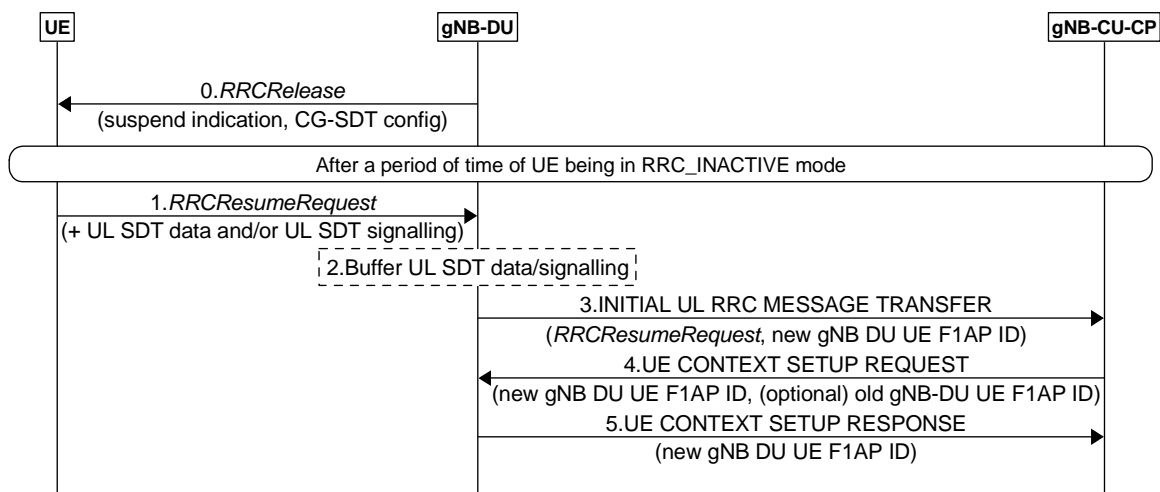 UE gNB-DU gNB-CU-CP
0.RRCRelease
(suspend indication, CG-SDT config)
After a period of time of UE being in RRC_INACTIVE mode
1.RRCResumeRequest
(+ UL SDT data and/or UL SDT signalling)
2.Buffer UL SDT data/signalling
3.INITIAL UL RRC MESSAGE TRANSFER
(RRCResumeRequest, new gNB DU UE F1AP ID)
4.UE CONTEXT SETUP REQUEST
(new gNB DU UE F1AP ID, (optional) old gNB-DU UE F1AP ID)
5.UE CONTEXT SETUP RESPONSE
(new gNB DU UE F1AP ID)